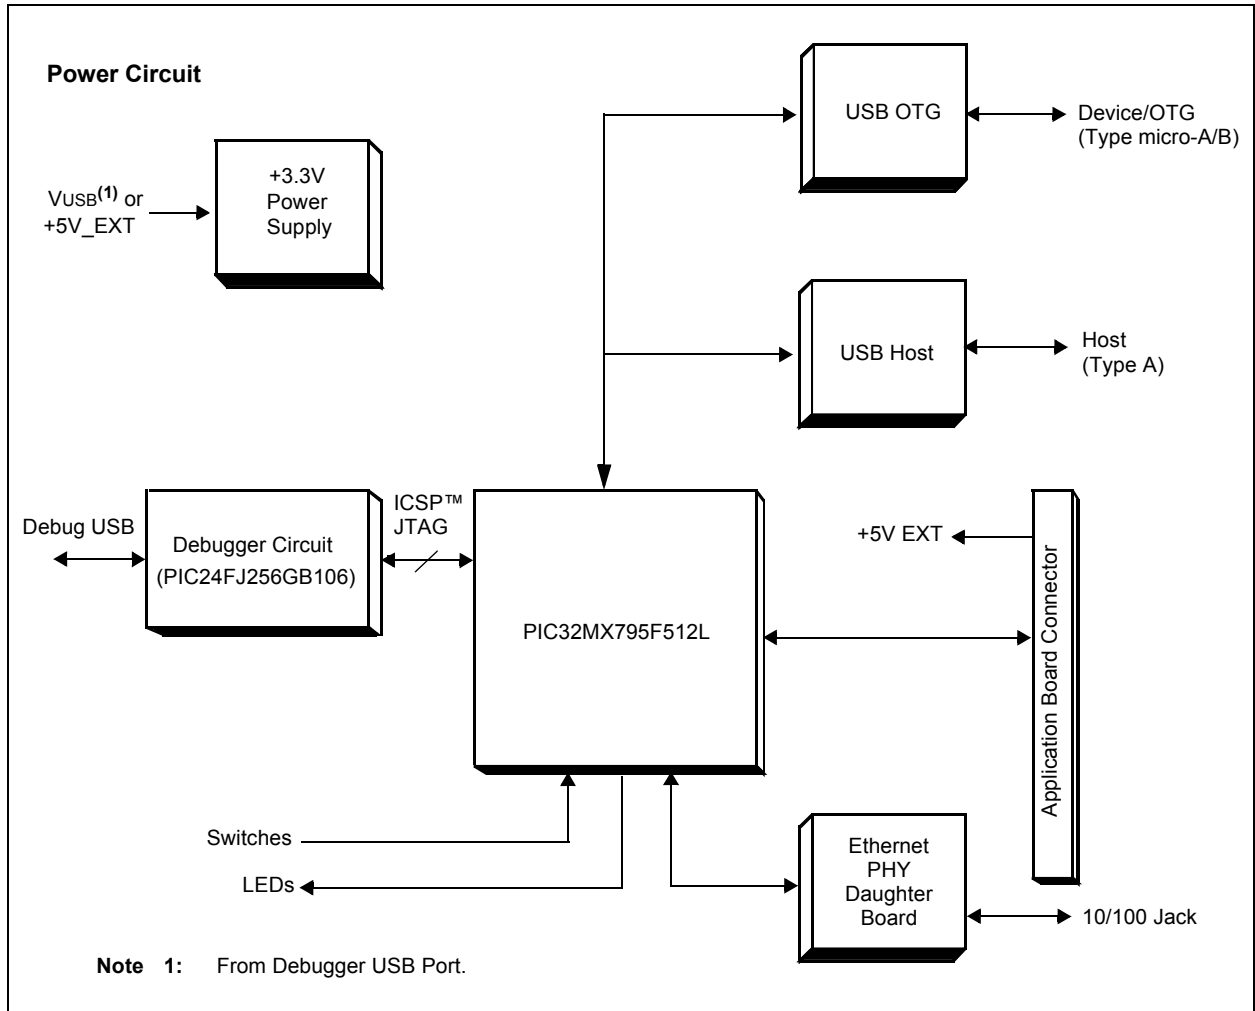 Power Circuit
+3.3V
Power
Supply
VUSB(1) or
+5V_EXT
USB OTG
Device/OTG
(Type micro-A/B)
USB Host
Host
(Type A)
Debug USB
Debugger Circuit
(PIC24FJ256GB106)
ICSP™
JTAG
PIC32MX795F512L
+5V EXT
Application Board Connector
Switches
LEDs
Ethernet
PHY
Daughter
Board
10/100 Jack
Note 1: From Debugger USB Port.